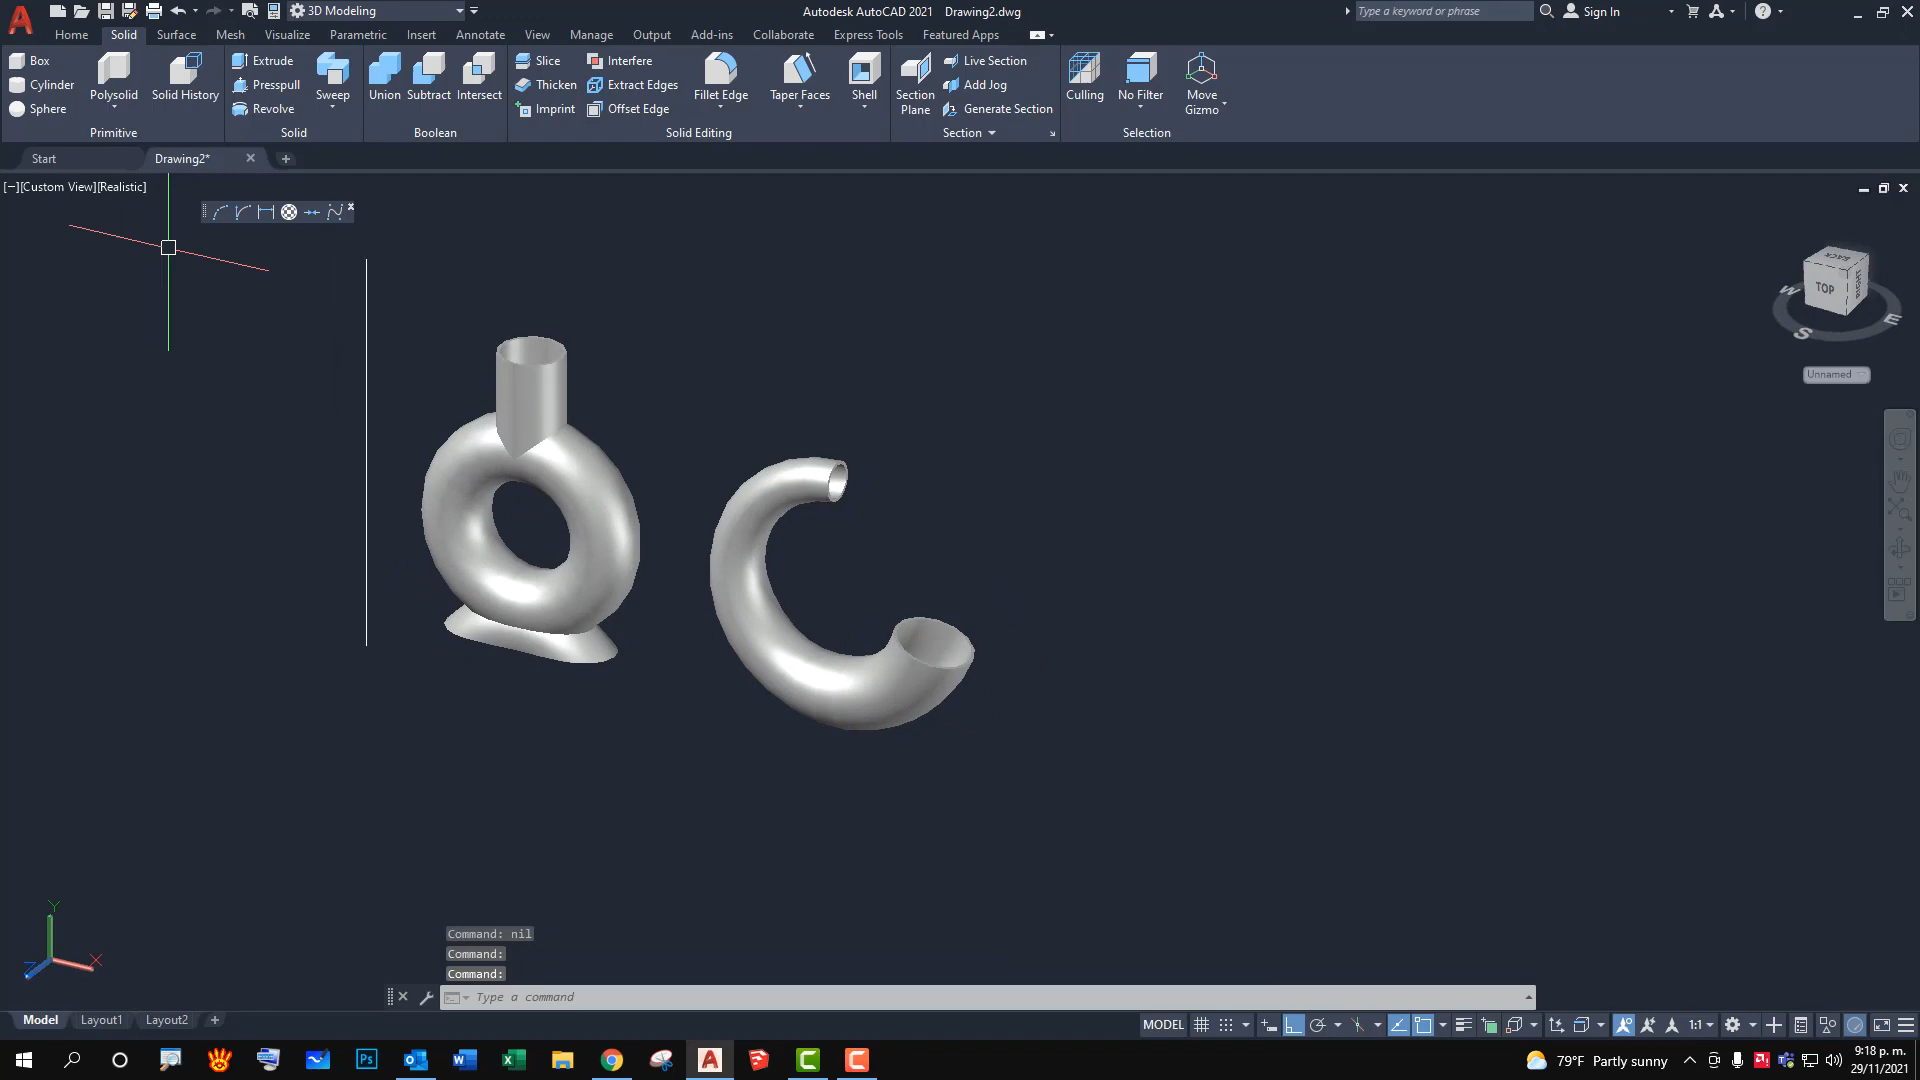 3D Modeling
Autodesk AutoCAD 2021 Drawing2.dwg
Type a keyword or phrase
Sign In
Home Solid Surface Mesh Visualize Parametric Insert Annotate View Manage Output Add-ins Collaborate Express Tools Featured Apps
Box
Cylinder
Sphere
Polysolid
Solid History
Primitive
Extrude
Presspull
Revolve
Sweep
Solid
Union
Subtract
Intersect
Boolean
Slice
Thicken
Imprint
Interfere
Extract Edges
Offset Edge
Fillet Edge
Taper Faces
Shell
Solid Editing
Section
Plane
Live Section
Add Jog
Generate Section
Section
Culling
No Filter
Move
Gizmo
Selection
Start
Drawing2*
[−][Custom View][Realistic]
BACK
TOP
RIGHT
W
S
E
Unnamed
Y
X
Z
Command: nil
Command:
Command:
Type a command
Model Layout1 Layout2
MODEL
1:1
79°F Partly sunny
9:18 p. m.
29/11/2021